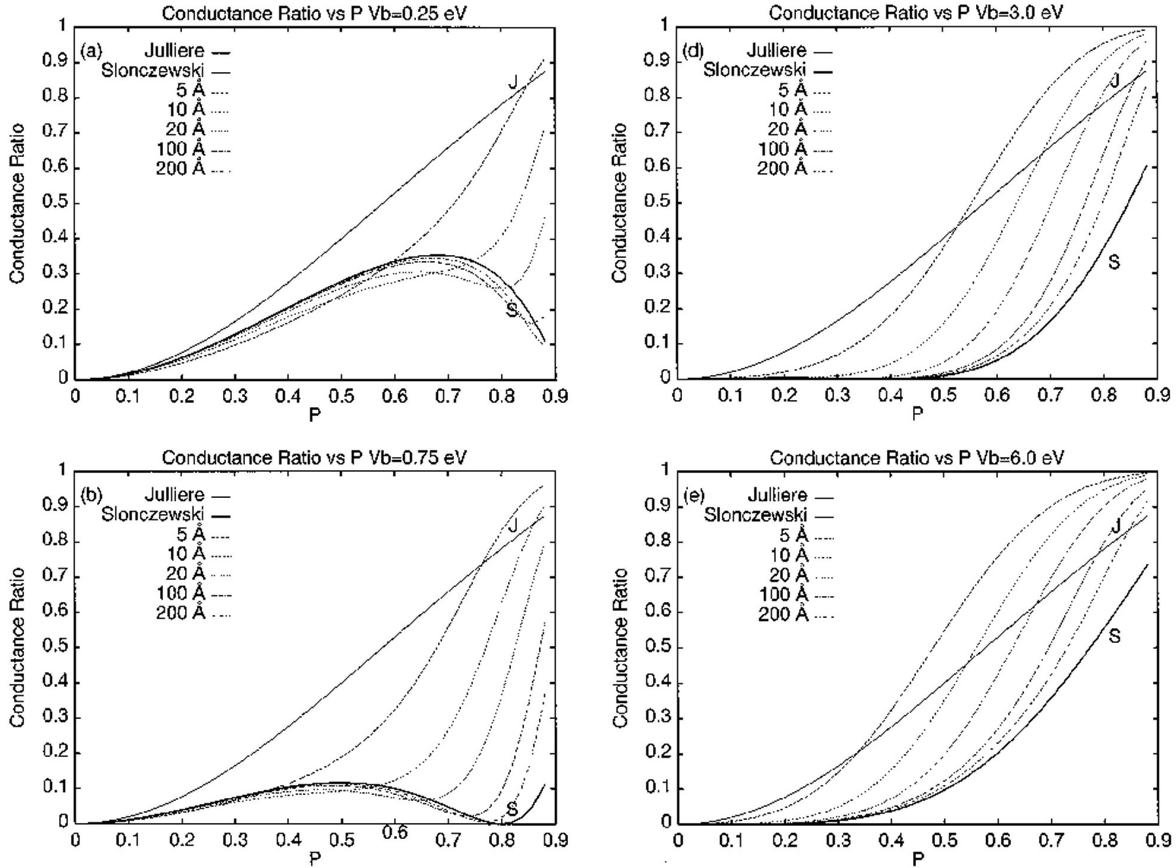 Conductance Ratio vs P Vb=0.25 eV
(a)
Julliere
Slonczewski
5 Å
10 Å
20 Å
100 Å
200 Å
J
S
Conductance Ratio
1
0.9
0.8
0.7
0.6
0.5
0.4
0.3
0.2
0.1
0
0 0.1 0.2 0.3 0.4 0.5 0.6 0.7 0.8 0.9
P
Conductance Ratio vs P Vb=3.0 eV
(d)
Julliere
Slonczewski
5 Å
10 Å
20 Å
100 Å
200 Å
J
S
Conductance Ratio
1
0.9
0.8
0.7
0.6
0.5
0.4
0.3
0.2
0.1
0
0 0.1 0.2 0.3 0.4 0.5 0.6 0.7 0.8 0.9
P
Conductance Ratio vs P Vb=0.75 eV
(b)
Julliere
Slonczewski
5 Å
10 Å
20 Å
100 Å
200 Å
J
S
Conductance Ratio
1
0.9
0.8
0.7
0.6
0.5
0.4
0.3
0.2
0.1
0
0 0.1 0.2 0.3 0.4 0.5 0.6 0.7 0.8 0.9
P
Conductance Ratio vs P Vb=6.0 eV
(e)
Julliere
Slonczewski
5 Å
10 Å
20 Å
100 Å
200 Å
J
S
Conductance Ratio
1
0.9
0.8
0.7
0.6
0.5
0.4
0.3
0.2
0.1
0
0 0.1 0.2 0.3 0.4 0.5 0.6 0.7 0.8 0.9
P